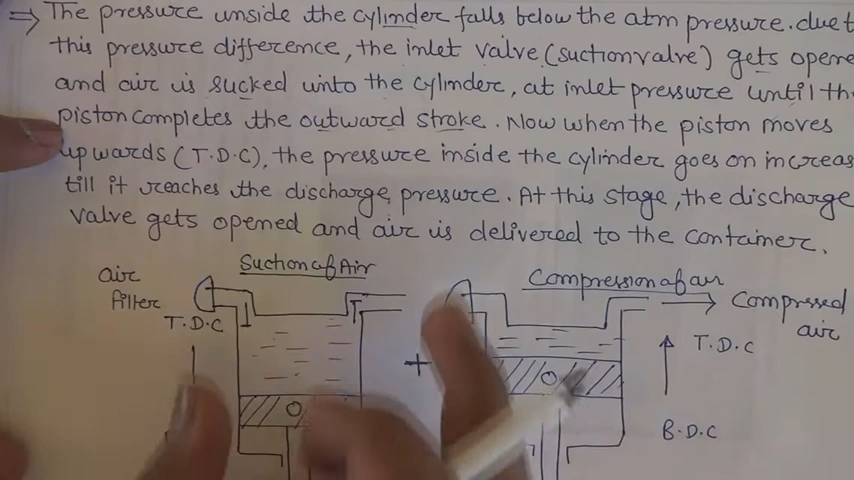 ⇒ The pressure inside the cylinder falls below the atm pressure. due t
this pressure difference, the inlet valve (suction valve) gets opene
and air is sucked into the cylinder, at inlet pressure until th
piston completes the outward stroke. Now when the piston moves
upwards (T.D.C), the pressure inside the cylinder goes on increas
till it reaches the discharge pressure. At this stage, the discharge
valve gets opened and air is delivered to the container.
Suction of Air
Compression of air
air
filter
T.D.C
+
Compressed
air
T.D.C
B.D.C